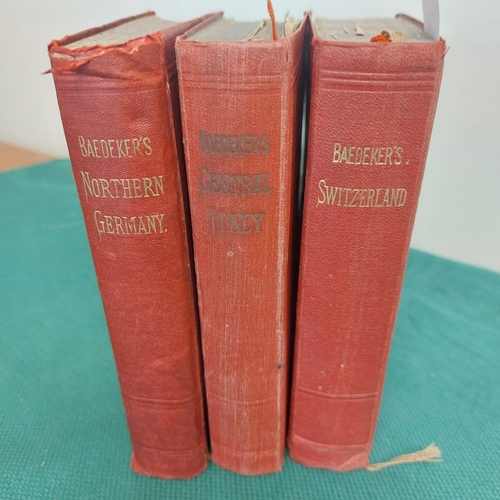 BAEDEKER'S
NORTHERN
GERMANY.
BAEDEKER'S
CENTRAL
ITALY
BAEDEKER'S.
SWITZERLAND